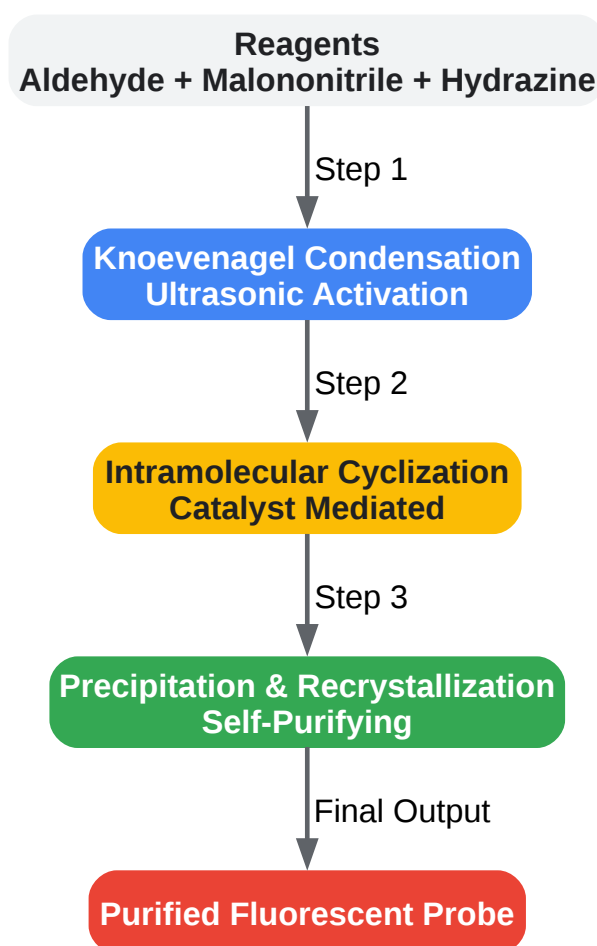 Reagents
Aldehyde + Malononitrile + Hydrazine
Step 1
Knoevenagel Condensation
Ultrasonic Activation
Step 2
Intramolecular Cyclization
Catalyst Mediated
Step 3
Precipitation & Recrystallization
Self-Purifying
Final Output
Purified Fluorescent Probe